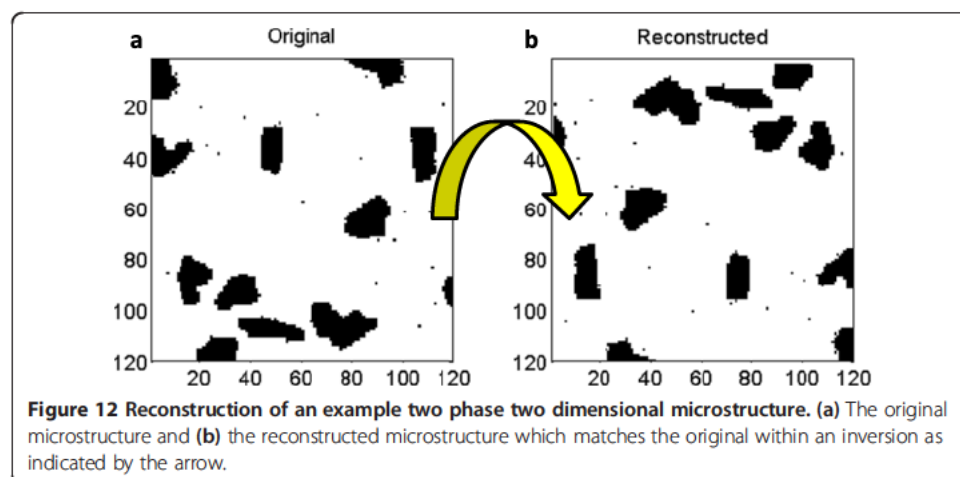 a Original b Reconstructed
20 20
40 40
60 60
80 80
100 100
120 120
20 40 60 80 100 120 20 40 60 80 100 120
Figure 12 Reconstruction of an example two phase two dimensional microstructure. (a) The original
microstructure and (b) the reconstructed microstructure which matches the original within an inversion as
indicated by the arrow.